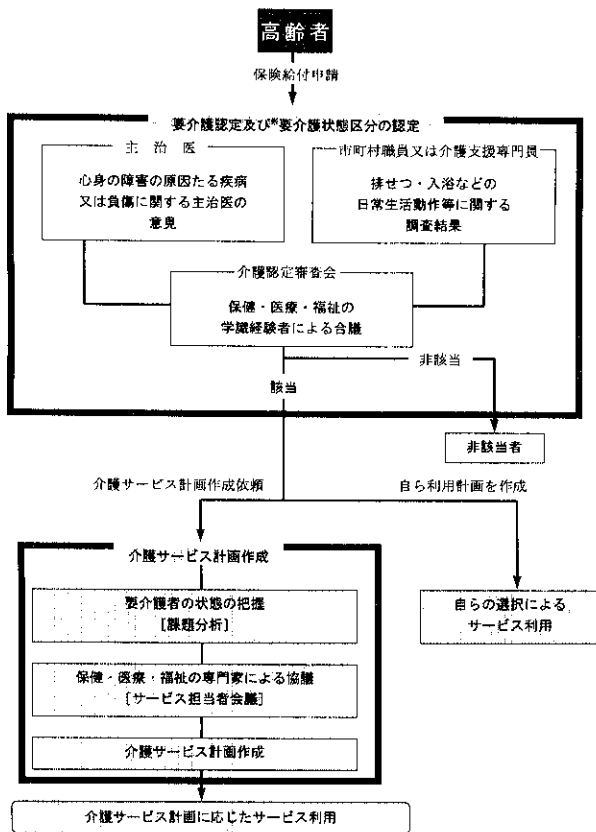 高齢者
保険給付申請
要介護認定及び※要介護状態区分の認定
主治医
心身の障害の原因たる疾病
又は負傷に関する主治医の
意見
市町村職員又は介護支援専門員
排せつ・入浴などの
日常生活動作等に関する
調査結果
介護認定審査会
保健・医療・福祉の
学識経験者による合議
非該当
該当
非該当者
介護サービス計画作成依頼
自ら利用計画を作成
介護サービス計画作成
要介護者の状態の把握
[課題分析]
自らの選択による
サービス利用
保健・医療・福祉の専門家による協議
[サービス担当者会議]
介護サービス計画作成
介護サービス計画に応じたサービス利用